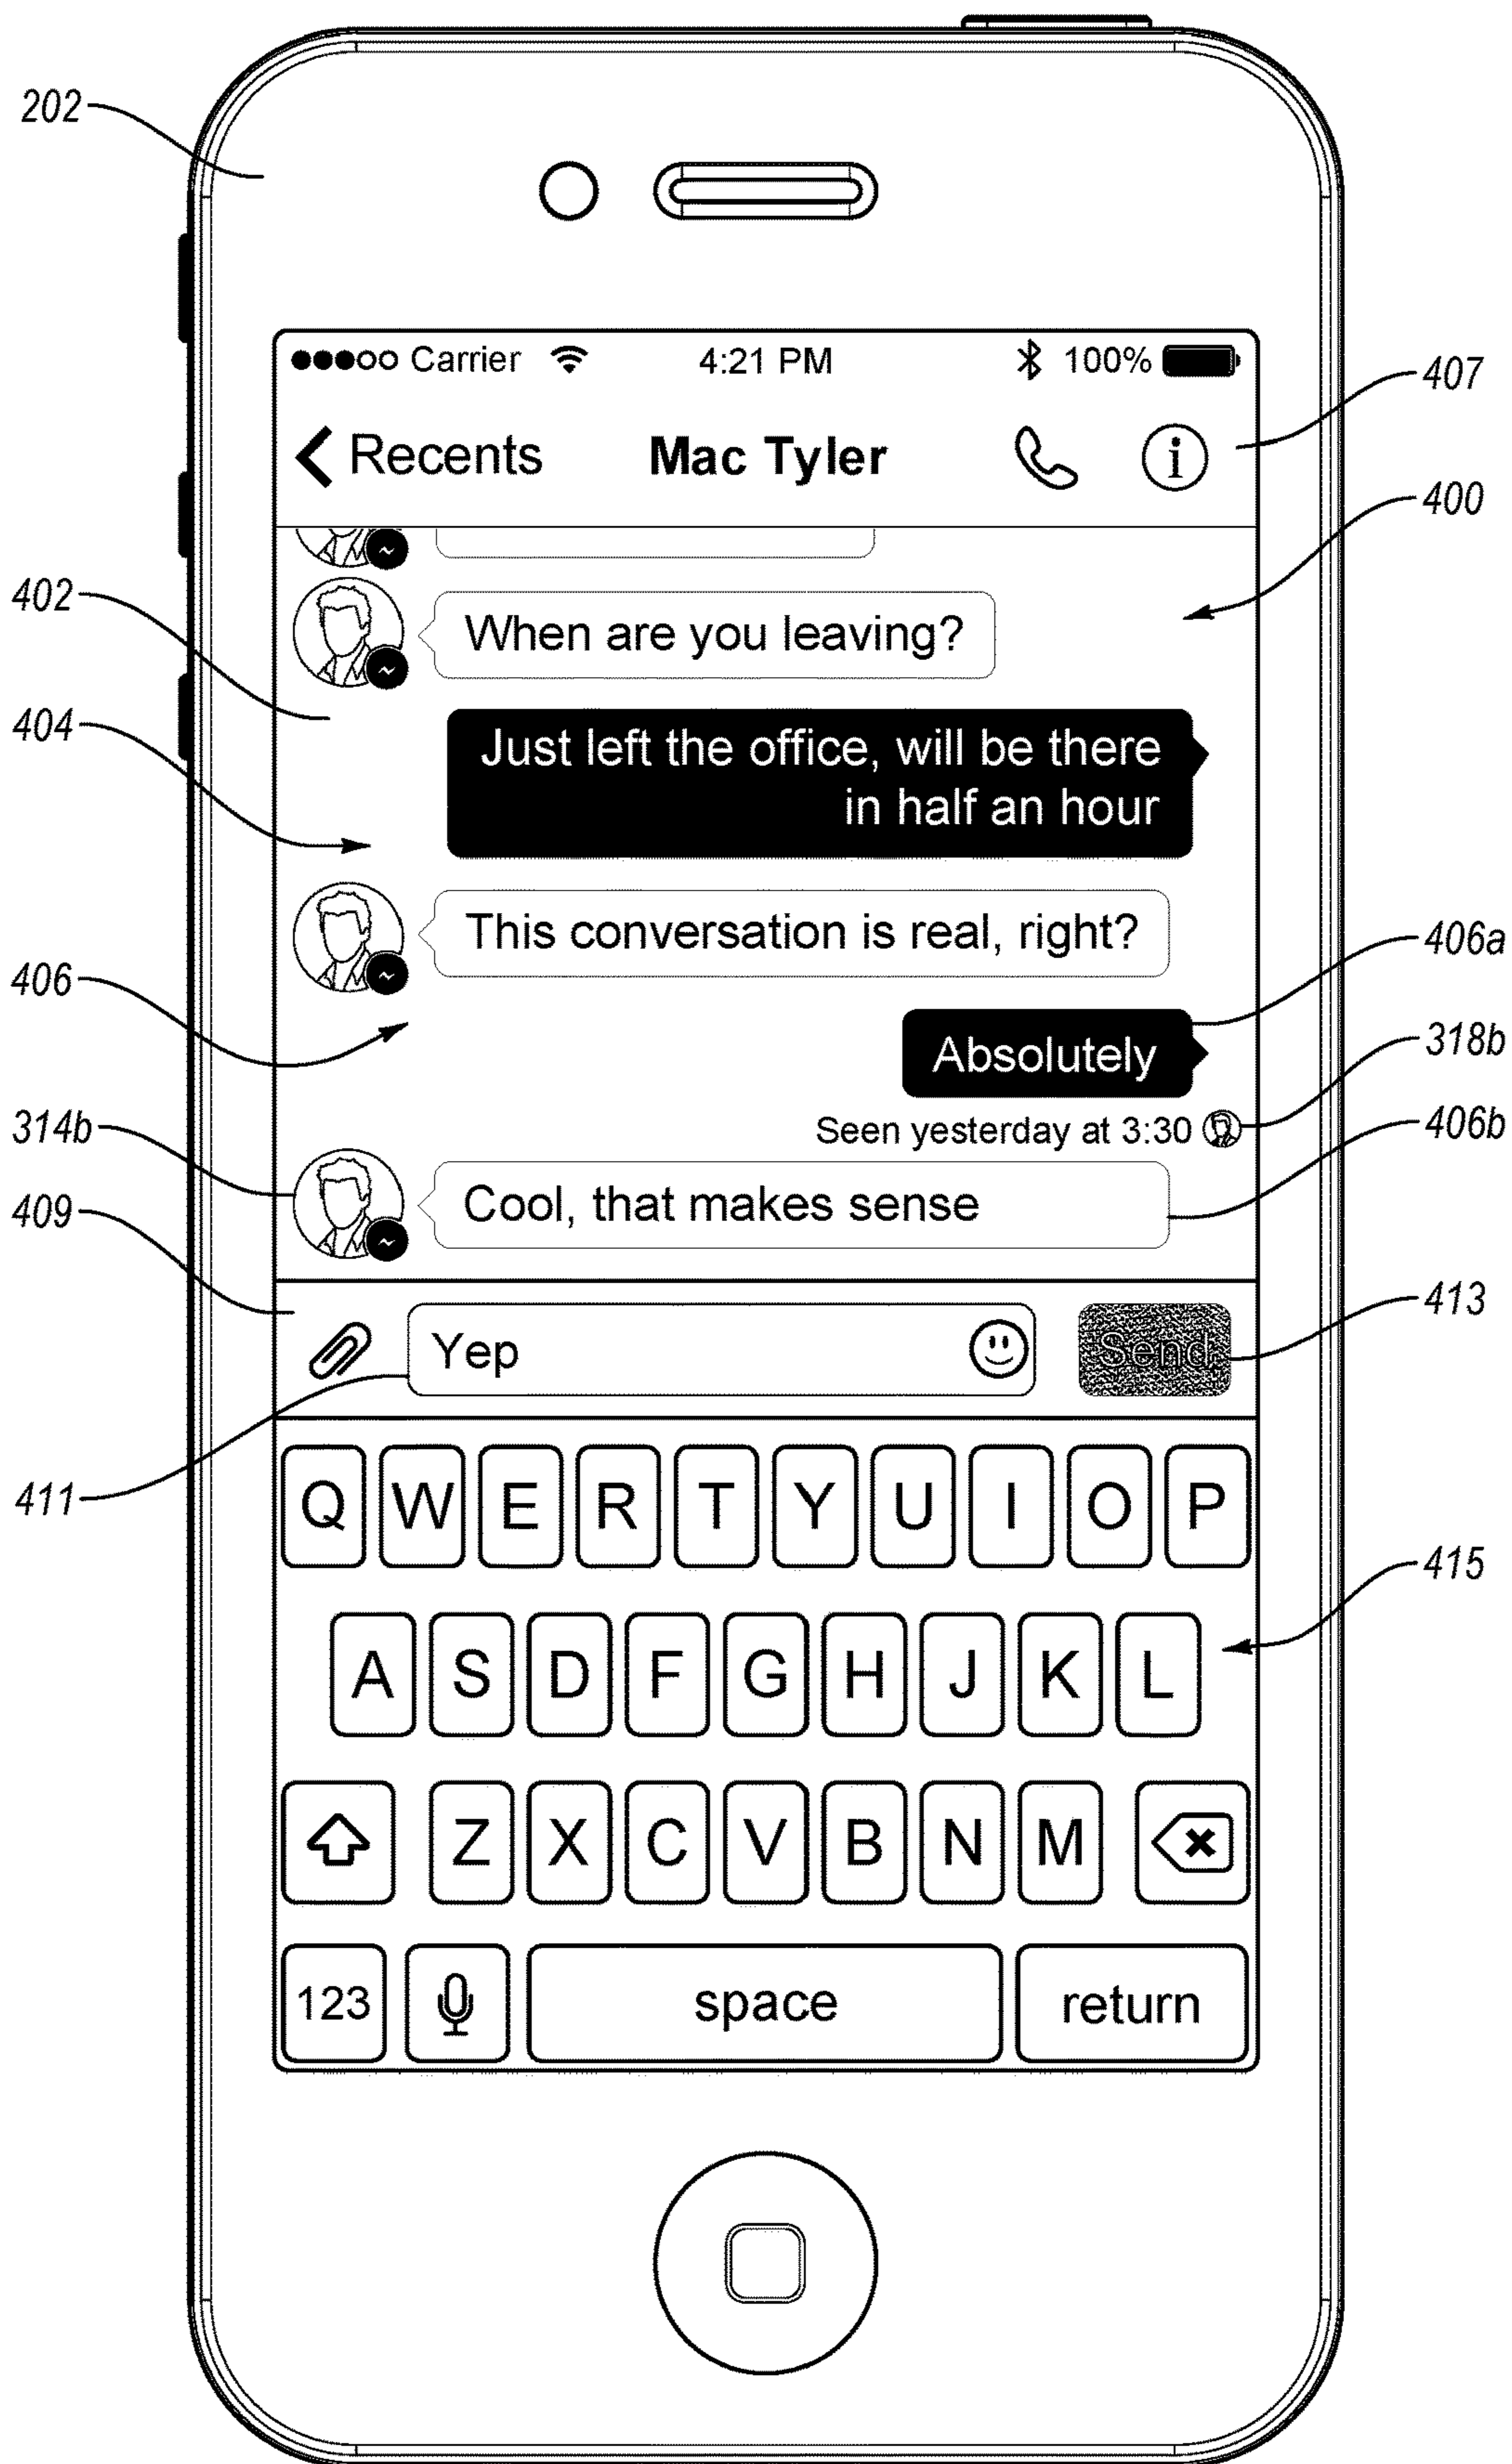 202
●●●○○ Carrier 4:21 PM 100%
407
Recents Mac Tyler i
400
402
When are you leaving?
404
Just left the office, will be there
in half an hour
This conversation is real, right?
406a
406
Absolutely
318b
314b
Seen yesterday at 3:30
406b
409
Cool, that makes sense
413
Yep Send
411
Q W E R T Y U I O P
415
A S D F G H J K L
Z X C V B N M
123 space return